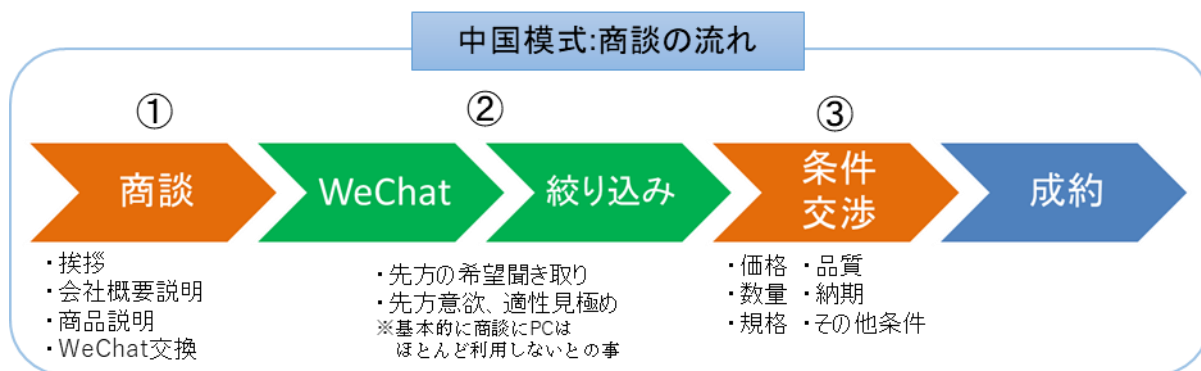 中国模式:商談の流れ
①
②
③
商談
WeChat
絞り込み
条件
交渉
成約
・挨拶
・会社概要説明
・商品説明
・WeChat交換
・先方の希望聞き取り
・先方意欲、適性見極め
※基本的に商談にPCは
ほとんど利用しないとの事
・価格 ・品質
・数量 ・納期
・規格 ・その他条件